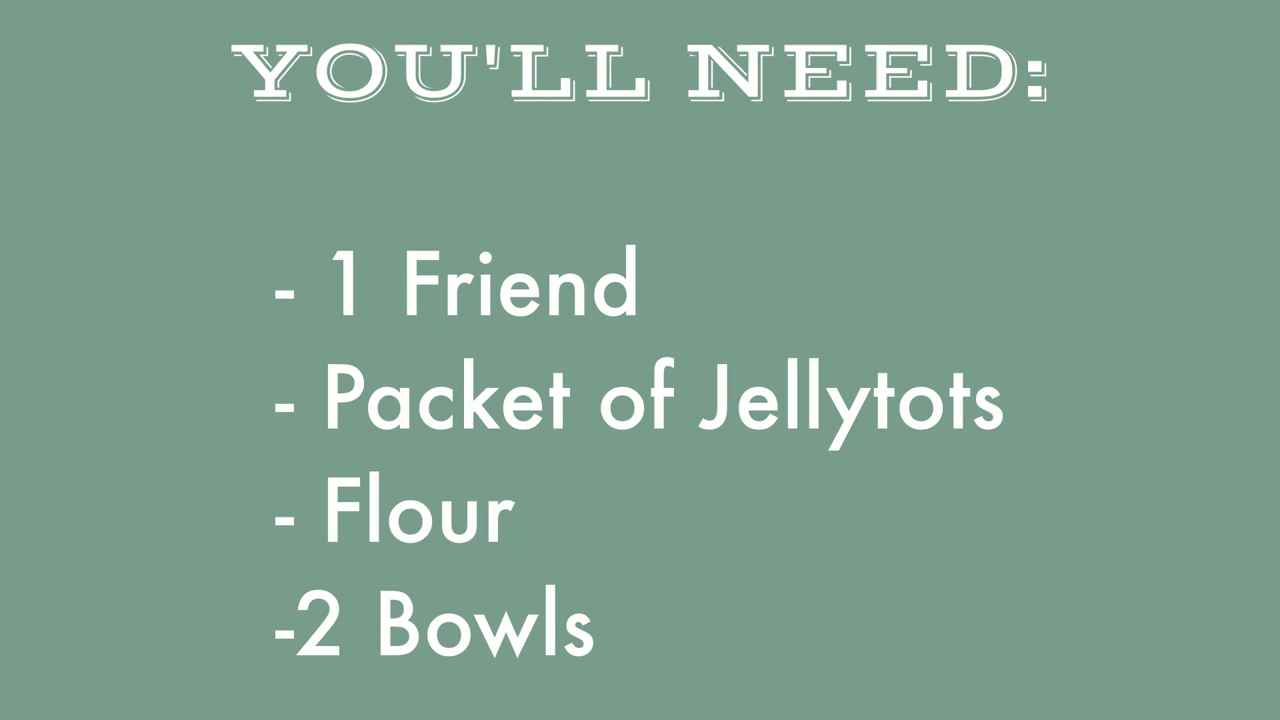 YOU'LL NEED:
- 1 Friend
- Packet of Jellytots
- Flour
-2 Bowls